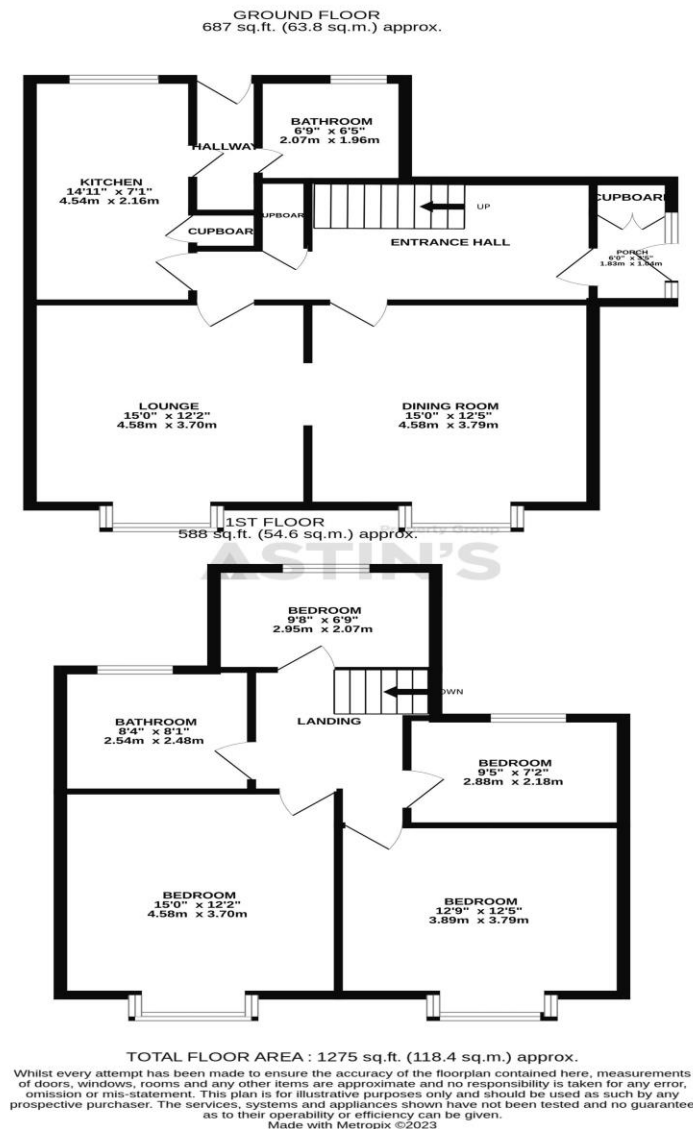 GROUND FLOOR
687 sq.ft. (63.8 sq.m.) approx.
BATHROOM
6'9" x 6'5"
2.07m x 1.96m
HALLWAY
KITCHEN
14'11" x 7'1"
4.54m x 2.16m
CUPBOAR
UPBOAR
UP
ENTRANCE HALL
CUPBOARD
PORCH
LOUNGE
15'0" x 12'2"
4.58m x 3.70m
DINING ROOM
15'0" x 12'5"
4.58m x 3.79m
1ST FLOOR
588 sq.ft. (54.6 sq.m.) approx.
Property Group
ASTIN'S
BEDROOM
9'8" x 6'9"
2.95m x 2.07m
DOWN
LANDING
BATHROOM
8'4" x 8'1"
2.54m x 2.48m
BEDROOM
9'5" x 7'2"
2.88m x 2.18m
BEDROOM
15'0" x 12'2"
4.58m x 3.70m
BEDROOM
12'9" x 12'5"
3.89m x 3.79m
TOTAL FLOOR AREA : 1275 sq.ft. (118.4 sq.m.) approx.
Whilst every attempt has been made to ensure the accuracy of the floorplan contained here, measurements
of doors, windows, rooms and any other items are approximate and no responsibility is taken for any error,
omission or mis-statement. This plan is for illustrative purposes only and should be used as such by any
prospective purchaser. The services, systems and appliances shown have not been tested and no guarantee
as to their operability or efficiency can be given.
Made with Metropix ©2023